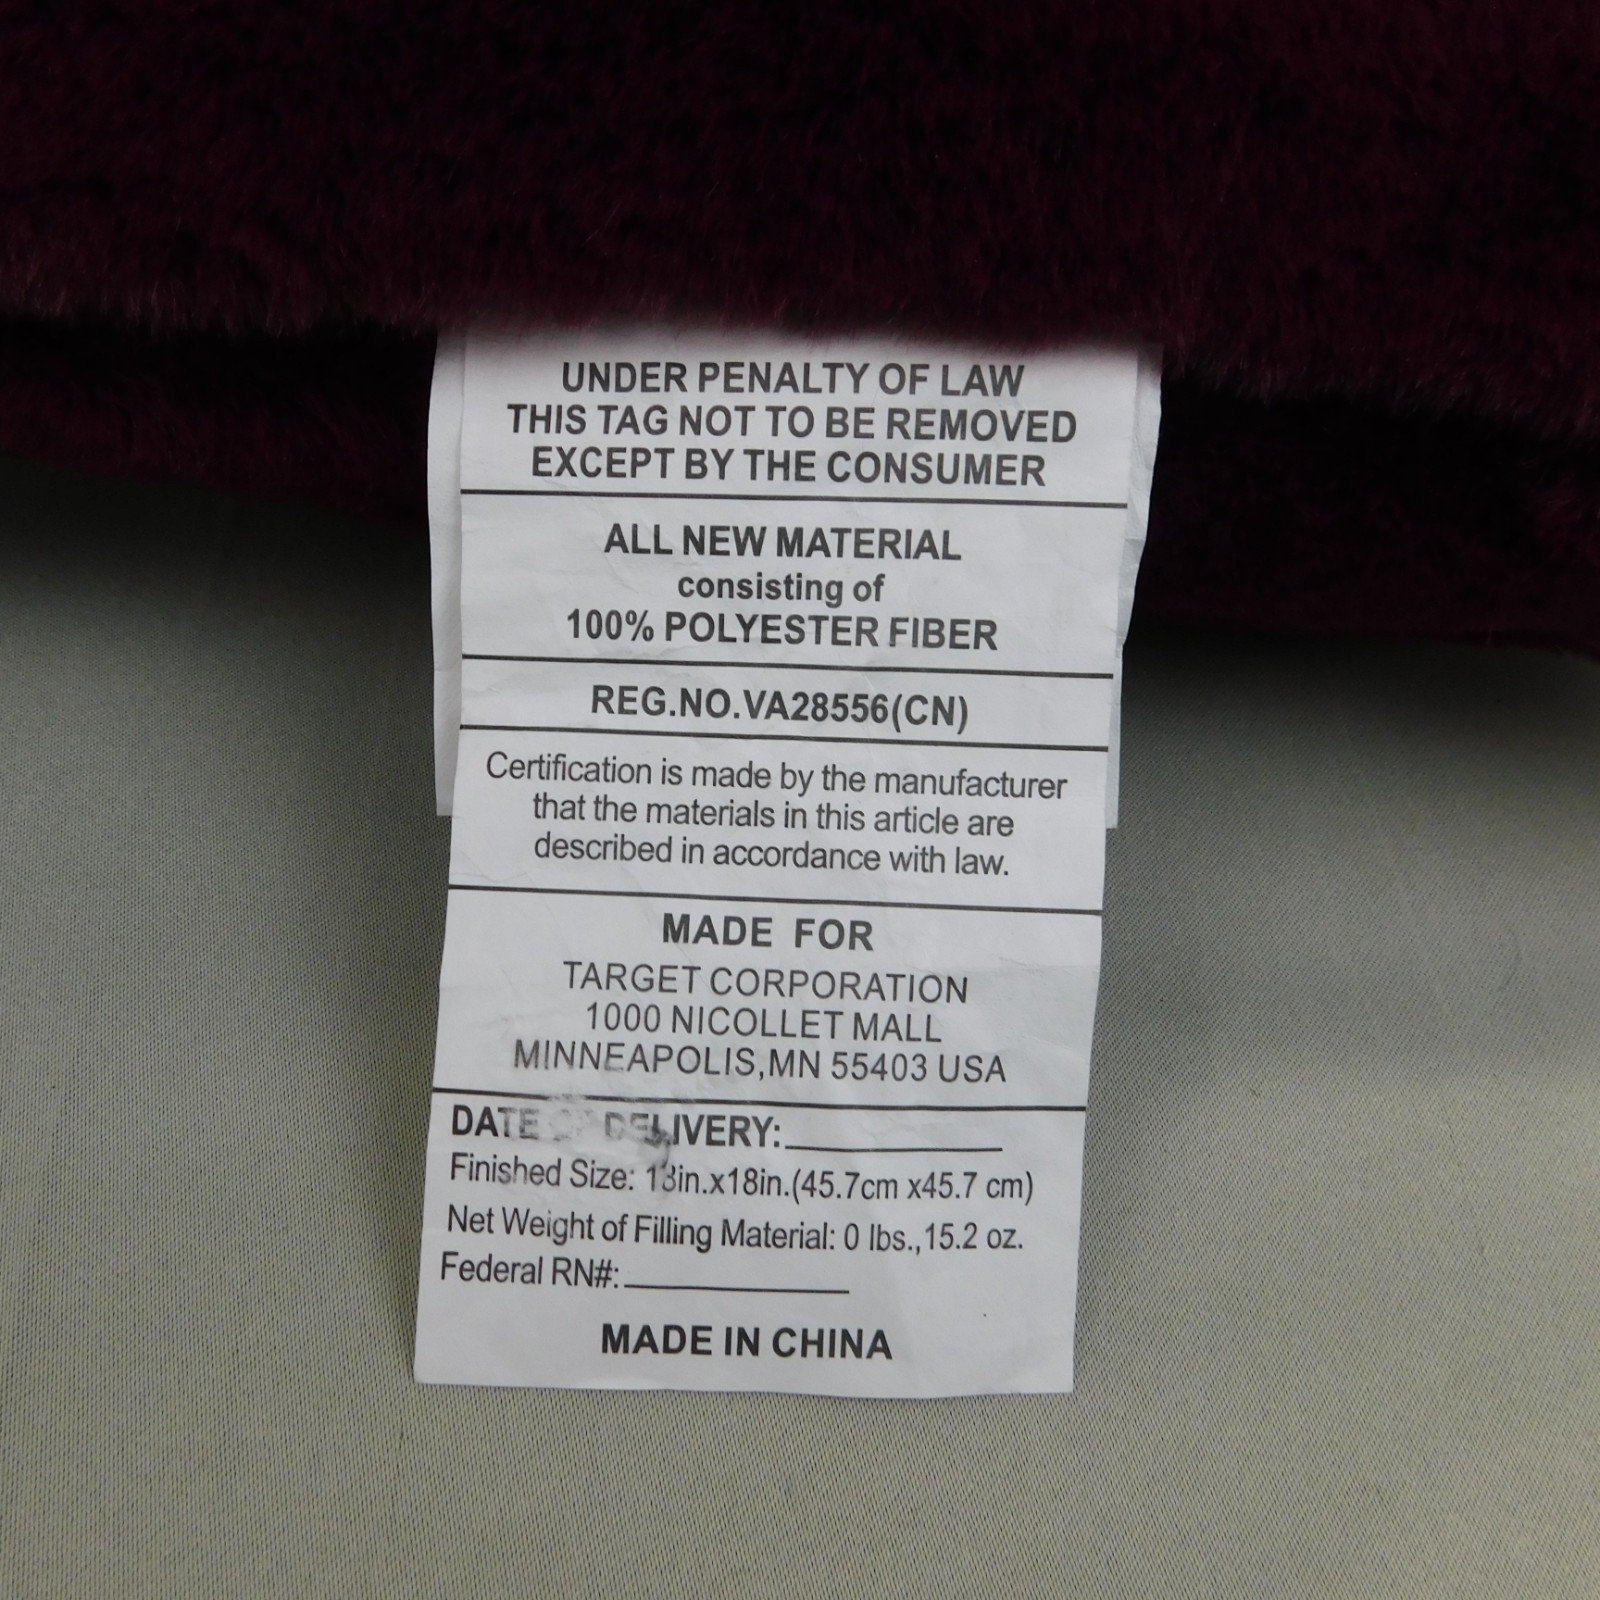 UNDER PENALTY OF LAW
THIS TAG NOT TO BE REMOVED
EXCEPT BY THE CONSUMER
ALL NEW MATERIAL
consisting of
100% POLYESTER FIBER
REG.NO.VA28556(CN)
Certification is made by the manufacturer
that the materials in this article are
described in accordance with law.
MADE FOR
TARGET CORPORATION
1000 NICOLLET MALL
MINNEAPOLIS,MN 55403 USA
DATE DELIVERY:
Finished Size: 18in.x18in.(45.7cm x45.7 cm)
Net Weight of Filling Material: 0 lbs.,15.2 oz.
Federal RN#:
MADE IN CHINA